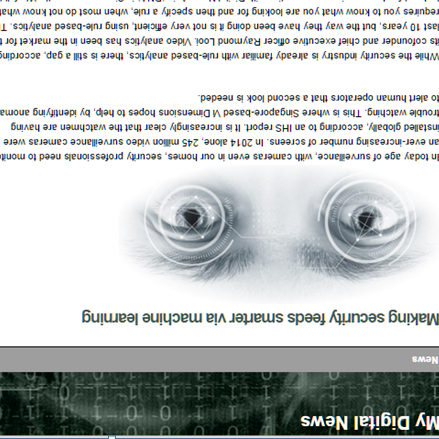 My Digital News
News
Making security feeds smarter via machine learning
In today age of surveillance, with cameras even in our homes, security professionals need to monito
an ever-increasing number of screens. In 2014 alone, 245 million video surveillance cameras were
installed globally, according to an IHS report. It is increasingly clear that the watchmen are having
trouble watching. This is where Singapore-based VI Dimensions hopes to help, by identifying anoma
to alert human operators that a second look is needed.
While the security industry is already familiar with rule-based analytics, there is still a gap, according
its cofounder and chief executive officer Raymond Looi. Video analytics has been in the market for t
last 10 years, but the way they have been doing it is not very efficient, using rule-based analytics.
requires you to know what you are looking for and then specify a rule, when most do not know what